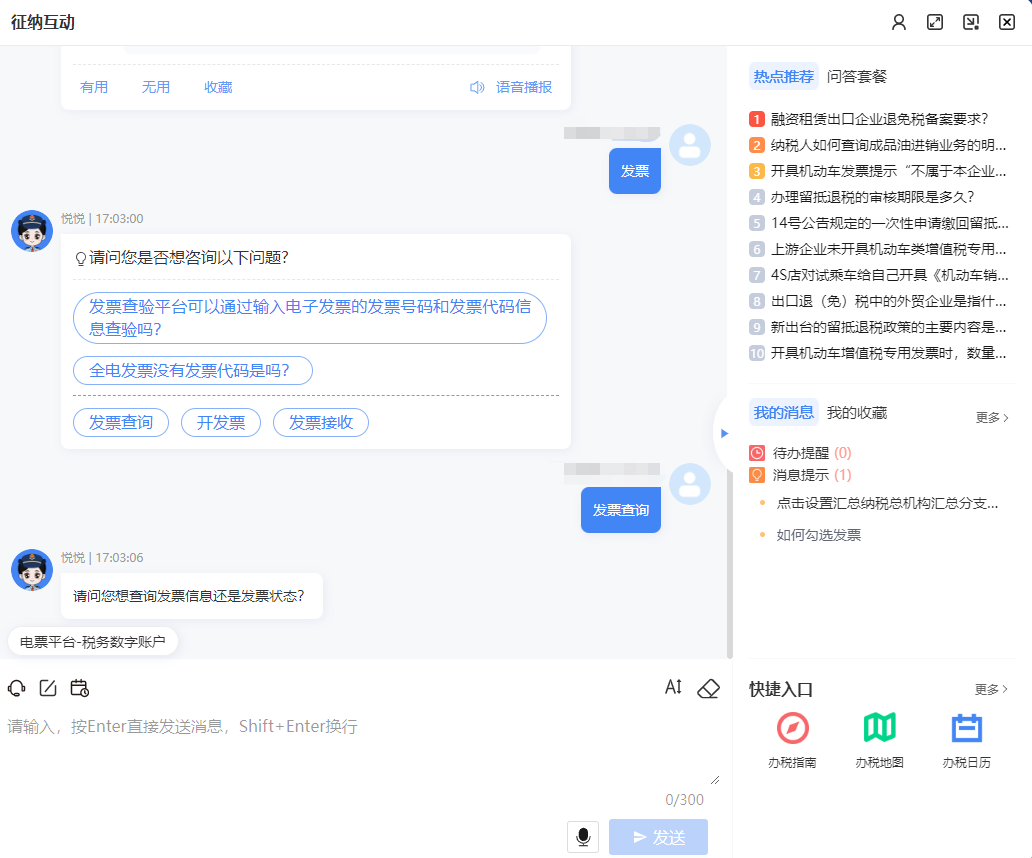 征纳互动
有用 无用 收藏 语音播报
发票
悦悦 | 17:03:00
请问您是否想咨询以下问题?
发票查验平台可以通过输入电子发票的发票号码和发票代码信
息查验吗?
全电发票没有发票代码是吗?
发票查询 开发票 发票接收
发票查询
悦悦 | 17:03:06
请问您想查询发票信息还是发票状态?
电票平台-税务数字账户
请输入，按Enter直接发送消息，Shift+Enter换行
0/300
发送
热点推荐 问答套餐
1 融资租赁出口企业退免税备案要求?
2 纳税人如何查询成品油进销业务的明...
3 开具机动车发票提示“不属于本企业...
4 办理留抵退税的审核期限是多久?
5 14号公告规定的一次性申请缴回留抵...
6 上游企业未开具机动车类增值税专用...
7 4S店对试乘车给自己开具《机动车销...
8 出口退（免）税中的外贸企业是指什...
9 新出台的留抵退税政策的主要内容是...
10 开具机动车增值税专用发票时，数量...
我的消息 我的收藏 更多
待办提醒 (0)
消息提示 (1)
点击设置汇总纳税总机构汇总分支...
如何勾选发票
快捷入口 更多
办税指南 办税地图 办税日历